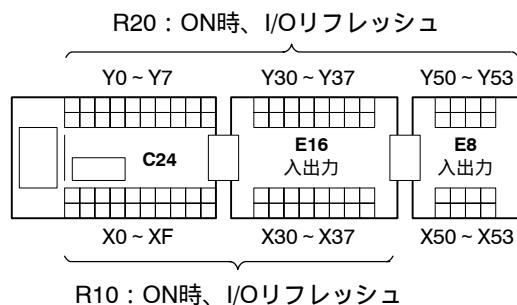 R20：ON時、I/Oリフレッシュ
Y0 ~ Y7 Y30 ~ Y37 Y50 ~ Y53
C24 E16 E8
入出力 入出力
X0 ~ XF X30 ~ X37 X50 ~ X53
R10：ON時、I/Oリフレッシュ